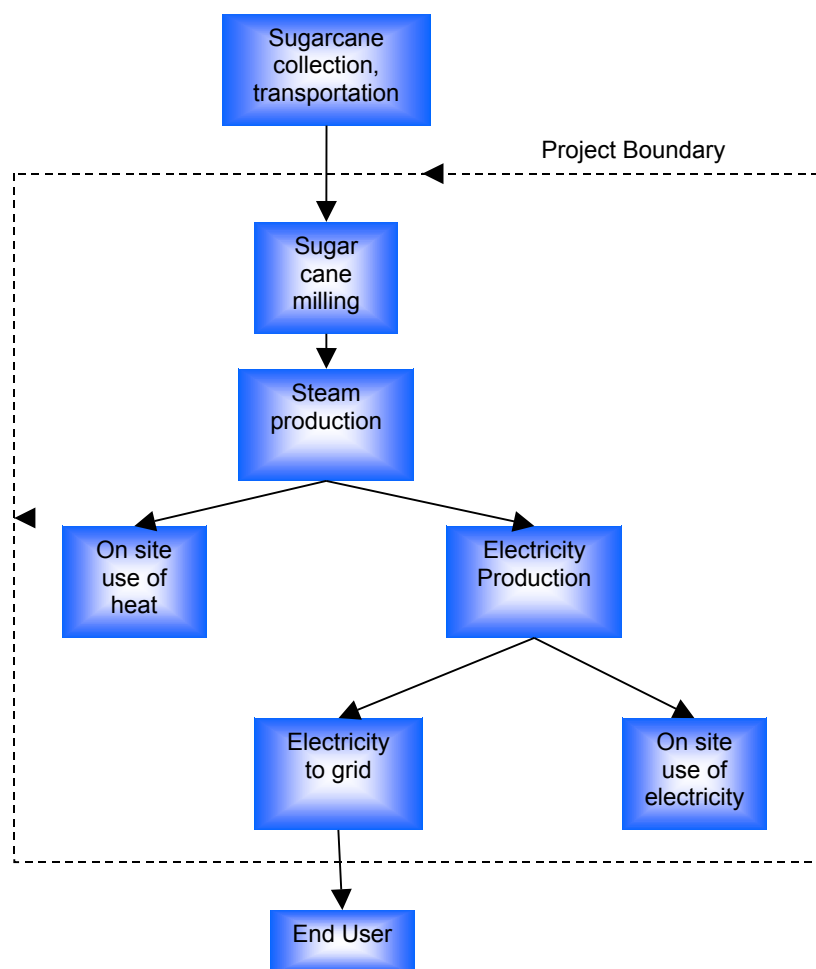 Sugarcane
collection,
transportation
Project Boundary
Sugar
cane
milling
Steam
production
On site
use of
heat
Electricity
Production
Electricity
to grid
On site
use of
electricity
End User